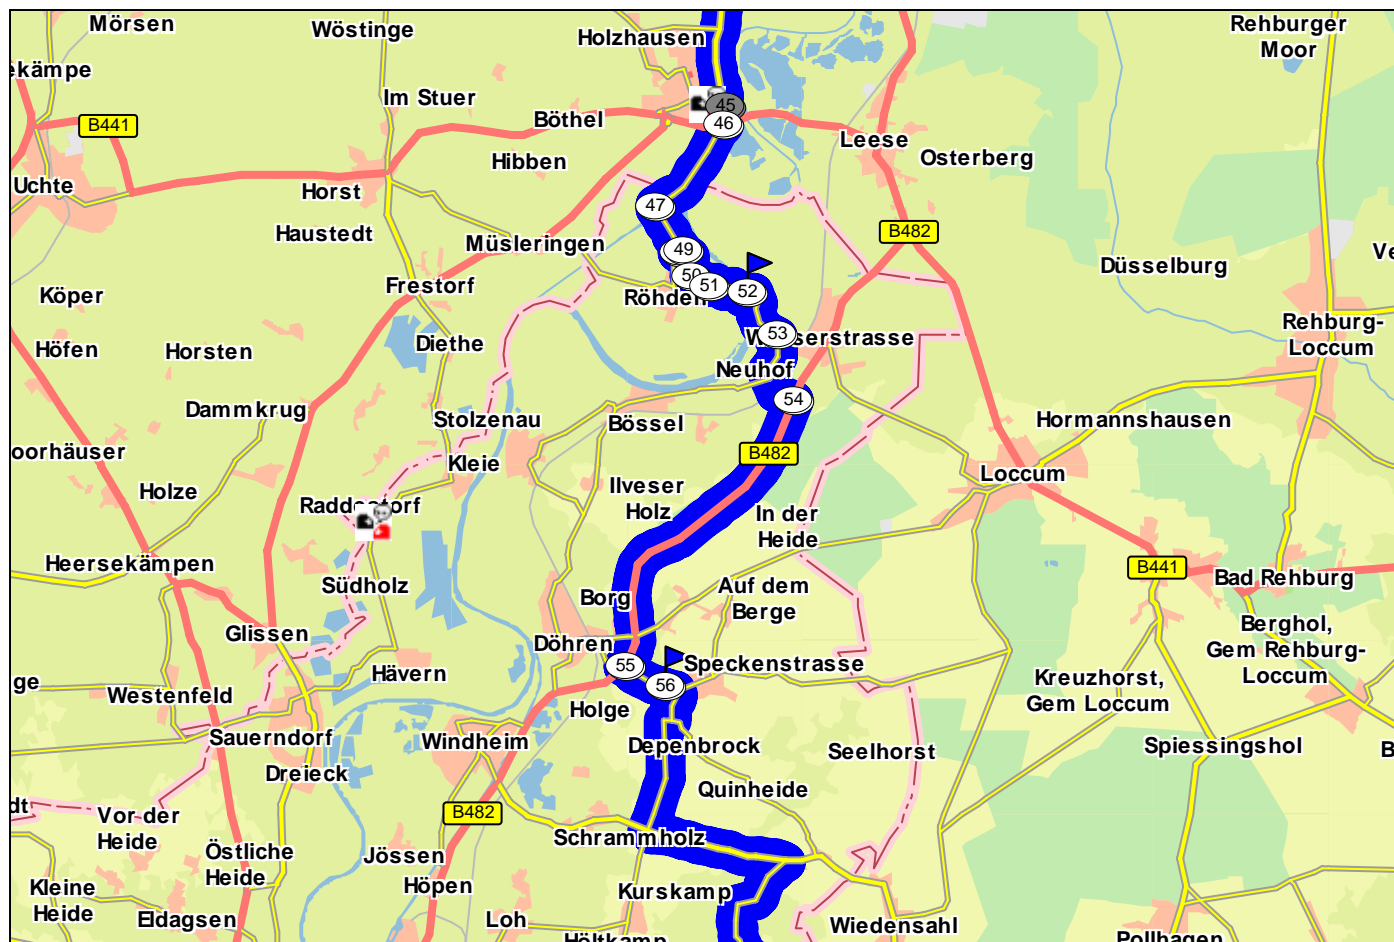 Mörsen
Wöstinge
Holzhausen
Rehburger
Moor
ekämpe
Im Stuer
45
46
B441
Böthel
Leese
Osterberg
Hibben
Uchte
Horst
47
Haustedt
Müsleringen
B482
49
Düsselburg
Ve
50
51
52
Frestorf
Röhden
Köper
Rehburg-
Loccum
53
Höfen
Horsten
Diethe
Neuhof
54
Dammkrug
Stolzenau
Bössel
Hormannshausen
oorhäuser
B482
Kleie
Loccum
Holze
Ilveser
Holz
In der
Heide
Heersekämpen
B441
Bad Rehburg
Südholz
Borg
Auf dem
Berge
Berghol,
Gem Rehburg-
Loccum
Glissen
Döhren
55
Speckenstrasse
ge
Westenfeld
Hävern
56
Kreuzhorst,
Gem Loccum
Holge
Sauerndorf
Windheim
Depenbrock
Seelhorst
Spiessingshol
B
Dreieck
Quinheide
dt
Vor der
Heide
B482
Schrammholz
Östliche
Heide
Jössen
Höpen
Kleine
Heide
Kurskamp
Eldagsen
Loh
Wiedensahl
Höltkamp
Pollhagen